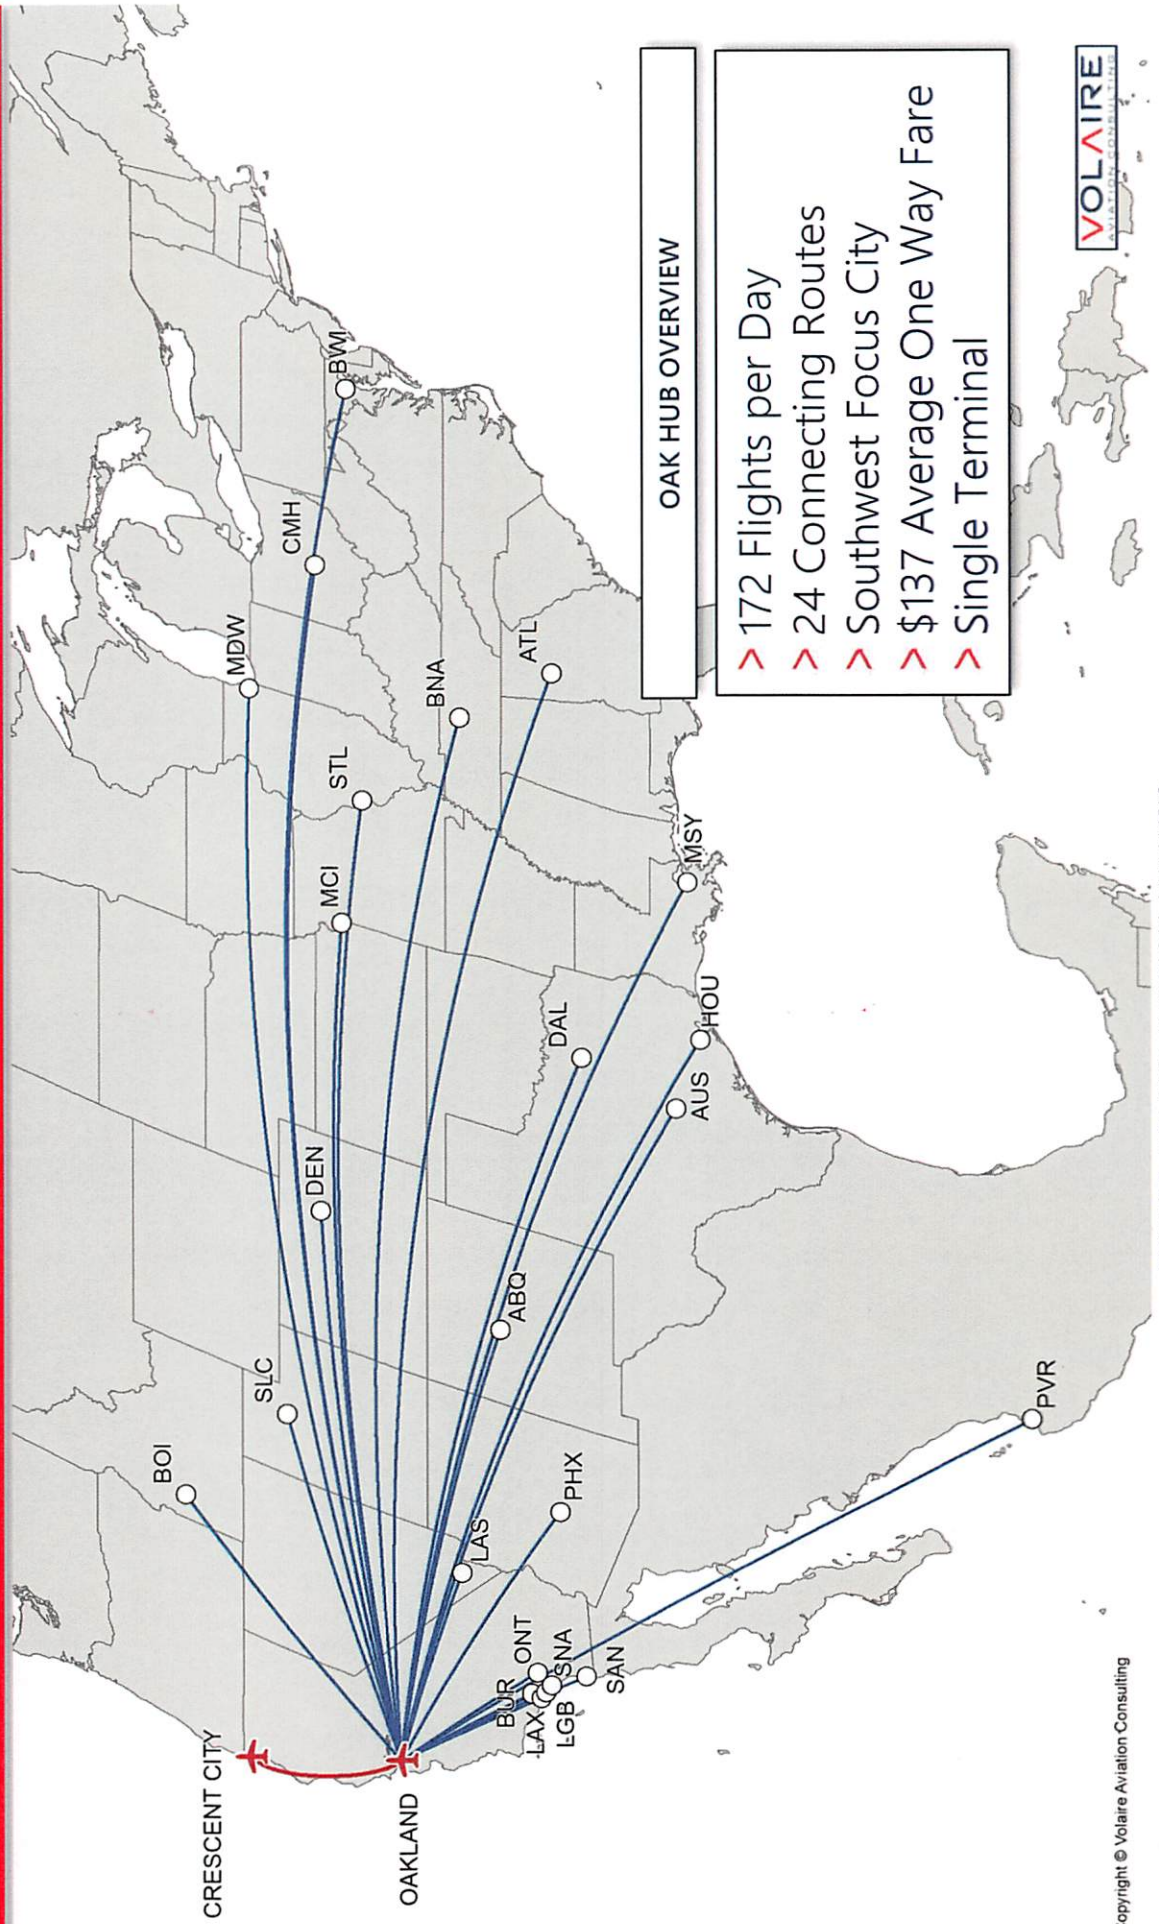 CRESCENT CITY
OAKLAND
BOI
SLC
DEN
MDW
CMH
BWI
MCI
STL
BNA
ATL
LAS
ABQ
PHX
DAL
AUS
HOU
MSY
BUR
ONT
LAX
SNA
LGB
SAN
PVR
OAK HUB OVERVIEW
> 172 Flights per Day
> 24 Connecting Routes
> Southwest Focus City
> $137 Average One Way Fare
> Single Terminal
VOLAIRE
AVIATION CONSULTING
opyright © Volaire Aviation Consulting